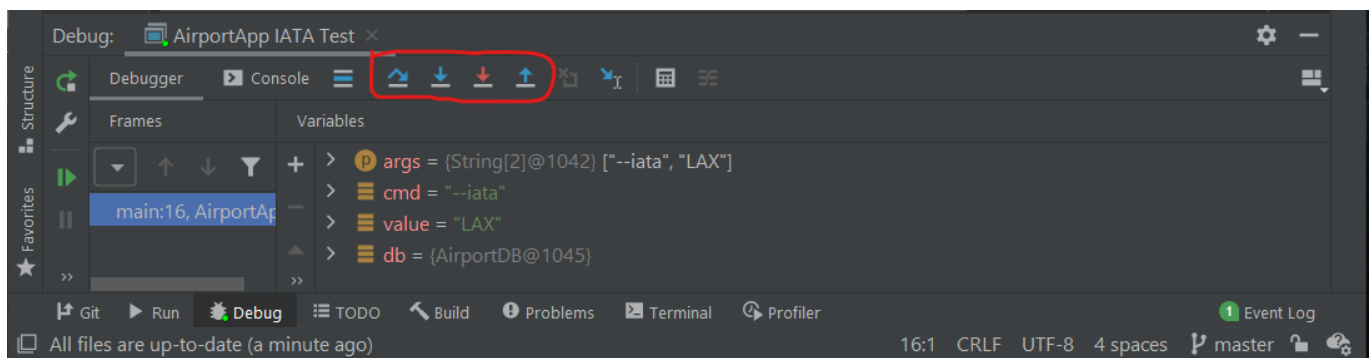 Debug: AirportApp IATA Test
Structure
Debugger Console
Frames Variables
args = {String[2]@1042} ["--iata", "LAX"]
cmd = "--iata"
main:16, AirportAp
value = "LAX"
db = {AirportDB@1045}
Favorites
Git Run Debug TODO Build Problems Terminal Profiler 1 Event Log
All files are up-to-date (a minute ago) 16:1 CRLF UTF-8 4 spaces master